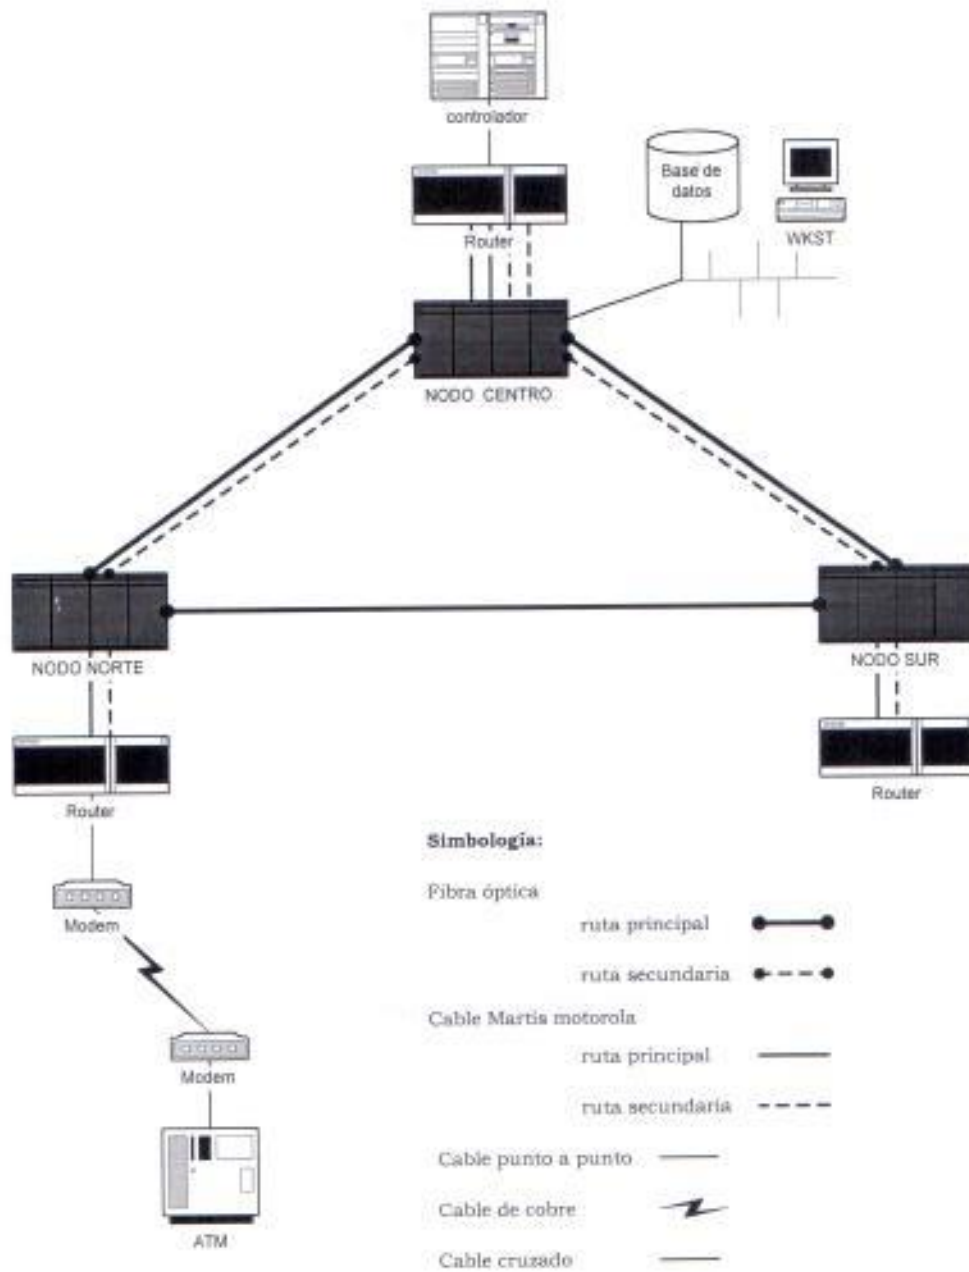 controlador
Base de
datos
WKST
Router
NODO CENTRO
NODO NORTE
NODO SUR
Router
Router
Modem
Modem
ATM
Simbología:
Fibra óptica
ruta principal
ruta secundaria
Cable Martis motorola
ruta principal
ruta secundaria
Cable punto a punto
Cable de cobre
Cable cruzado